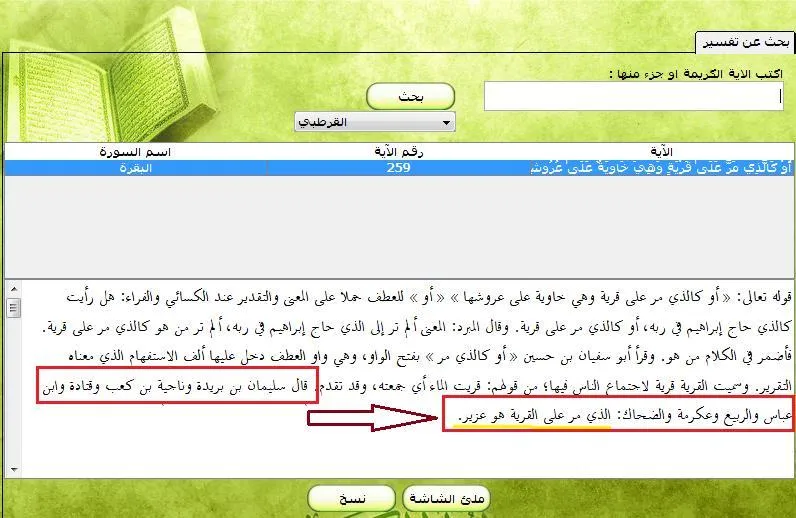 بحث عن تفسير
اكتب الآية الكريمة او جزء منها :
بحث
القرطبي
الآية رقم الآية اسم السورة
أَوْ كَالَّذِي مَرَّ عَلَىٰ قَرْيَةٍ وَهِيَ خَاوِيَةٌ عَلَىٰ عُرُوشِ 259 البقرة
قوله تعالى: « أو كالذي مر على قرية وهي خاوية على عروشها » « أو » للعطف حملا على المعنى والتقدير عند الكسائي والفراء: هل رأيت
كالذي حاج إبراهيم في ربه، أو كالذي مر على قرية. وقال المبرد: المعنى ألم تر إلى الذي حاج إبراهيم في ربه، ألم تر من هو كالذي مر على قرية.
فأضمر في الكلام من هو. وقرأ أبو سفيان بن حسين « أو كالذي مر » بفتح الواو، وهي واو العطف دخل عليها ألف الاستفهام الذي معناه
التقرير. وسميت القرية قرية لاجتماع الناس فيها؛ من قولهم: قريت الماء أي جمعته، وقد تقدم. قال سليمان بن بريدة وناجية بن كعب وقتادة وابن
عباس والربيع وعكرمة والضحاك: الذي مر على القرية هو عزير.
ملئ الشاشة
نسخ